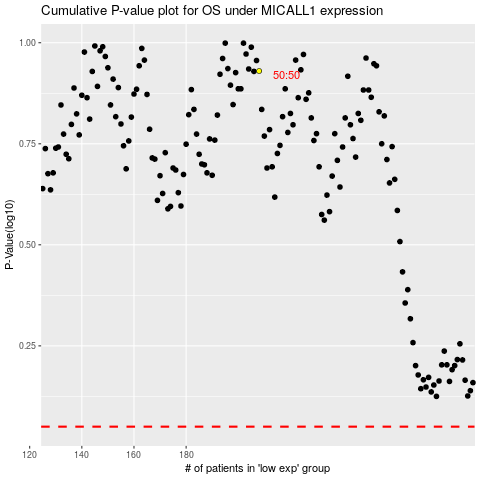 Cumulative P-value plot for OS under MICALL1 expression
1.00
50:50
0.75
P-Value(log10)
0.50
0.25
120 140 160 180
# of patients in 'low exp' group